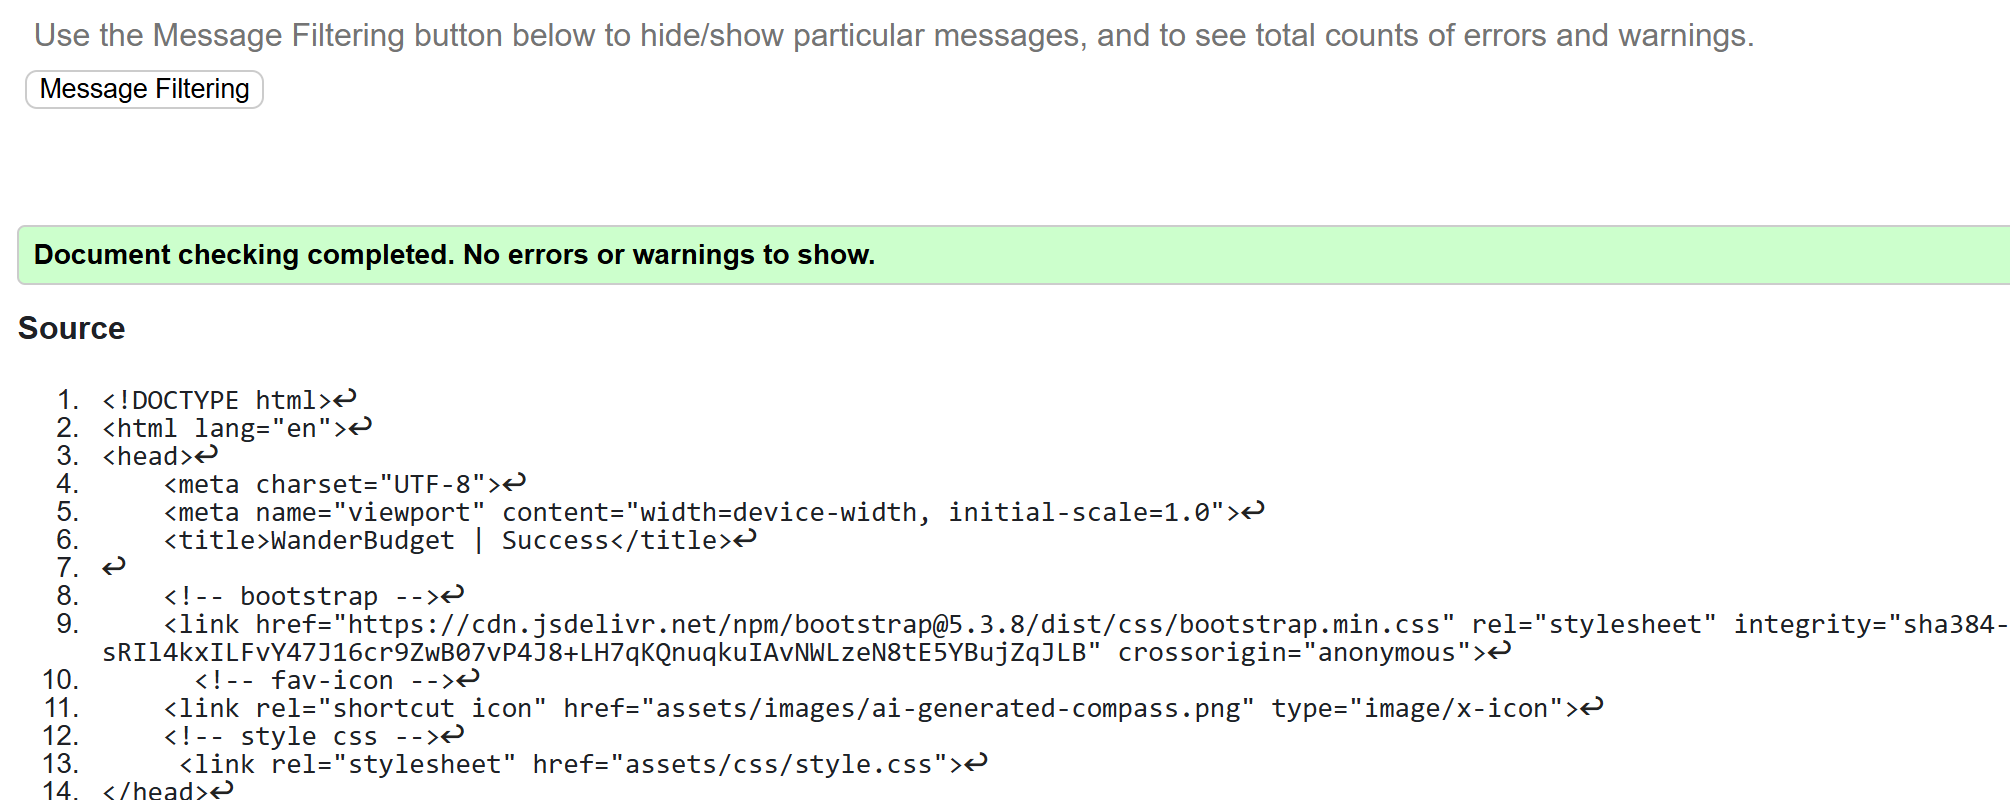 Use the Message Filtering button below to hide/show particular messages, and to see total counts of errors and warnings.
Message Filtering
Document checking completed. No errors or warnings to show.
Source
1. <!DOCTYPE html>↩
2. <html lang="en">↩
3. <head>↩
4.     <meta charset="UTF-8">↩
5.     <meta name="viewport" content="width=device-width, initial-scale=1.0">↩
6.     <title>WanderBudget | Success</title>↩
7. ↩
8.     <!-- bootstrap -->↩
9.     <link href="https://cdn.jsdelivr.net/npm/bootstrap@5.3.8/dist/css/bootstrap.min.css" rel="stylesheet" integrity="sha384-
sRIl4kxILFvY47J16cr9ZwB07vP4J8+LH7qKQnuqkuIAvNWLzeN8tE5YBujZqJLB" crossorigin="anonymous">↩
10.       <!-- fav-icon -->↩
11.     <link rel="shortcut icon" href="assets/images/ai-generated-compass.png" type="image/x-icon">↩
12.     <!-- style css -->↩
13.      <link rel="stylesheet" href="assets/css/style.css">↩
14. </head>↩